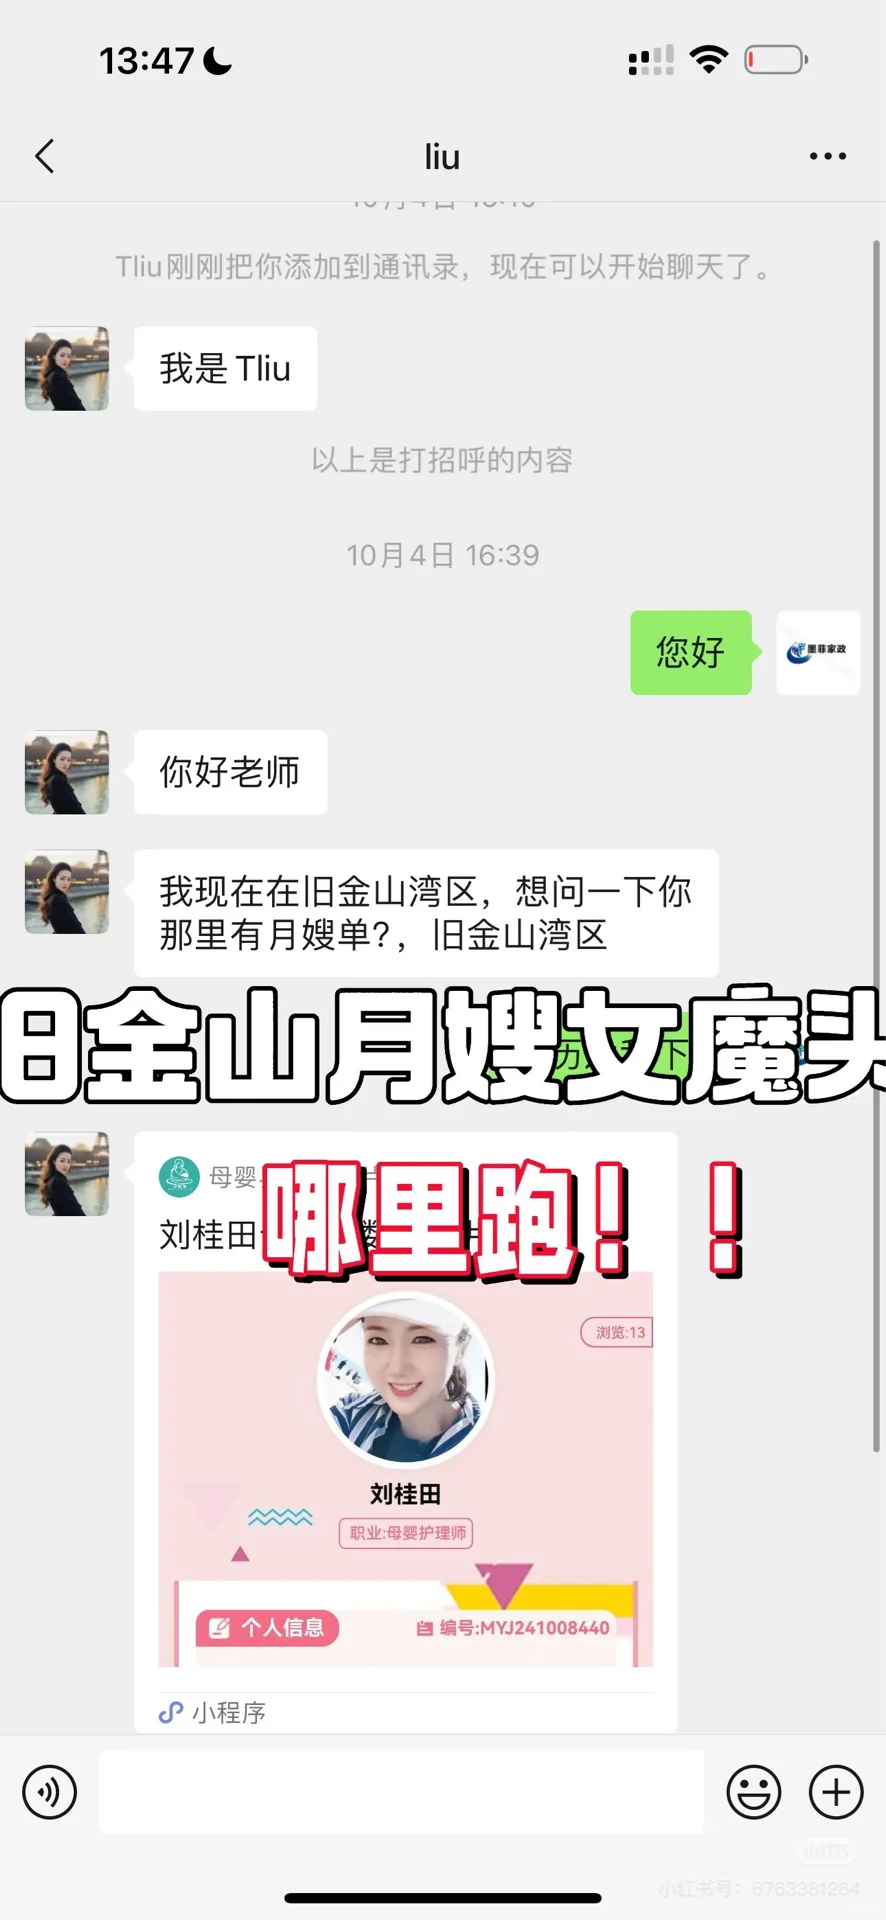 13:47
liu
Tliu刚刚把你添加到通讯录，现在可以开始聊天了。
我是 Tliu
以上是打招呼的内容
10月4日 16:39
您好
墨菲家政
你好老师
我现在在旧金山湾区，想问一下你
那里有月嫂单?，旧金山湾区
旧金山月嫂女魔头
母婴
哪里跑！！
刘桂田
浏览:13
刘桂田
职业:母婴护理师
个人信息
编号:MYJ241008440
小程序
小红书
小红书号：6763381264